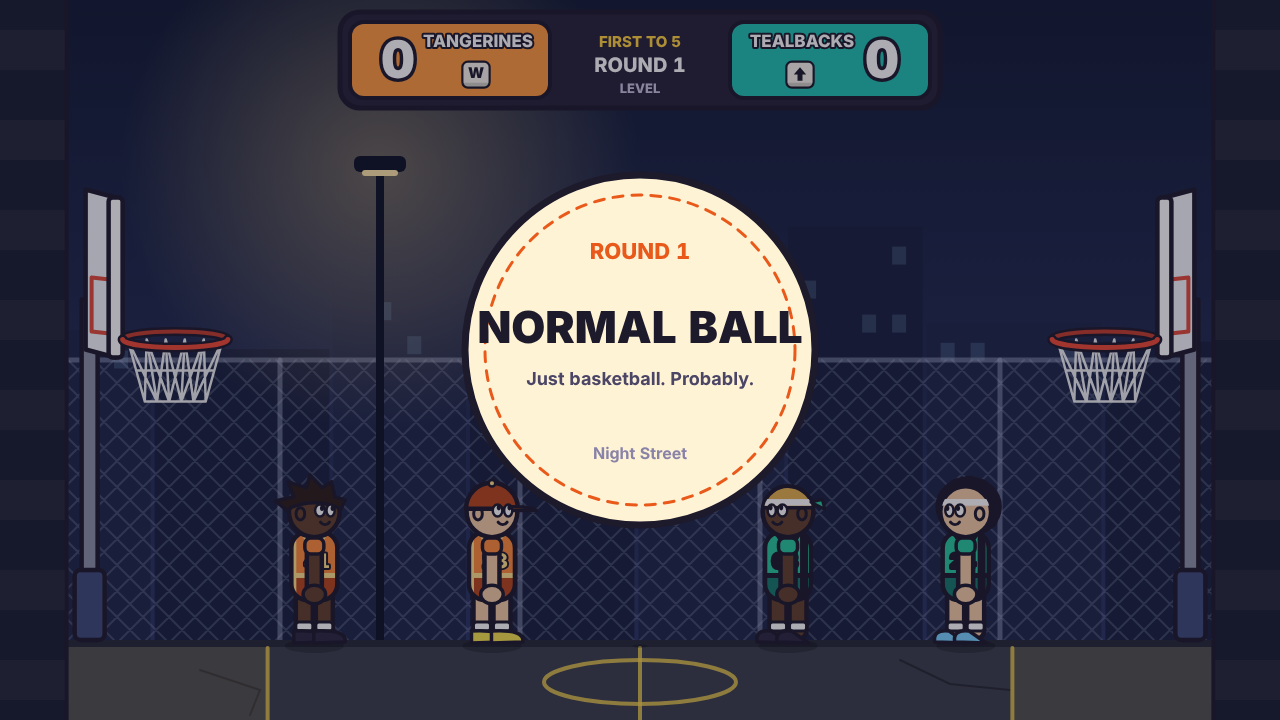 0 TANGERINES
W
FIRST TO 5
ROUND 1
LEVEL
TEALBACKS 0
ROUND 1
NORMAL BALL
Just basketball. Probably.
Night Street